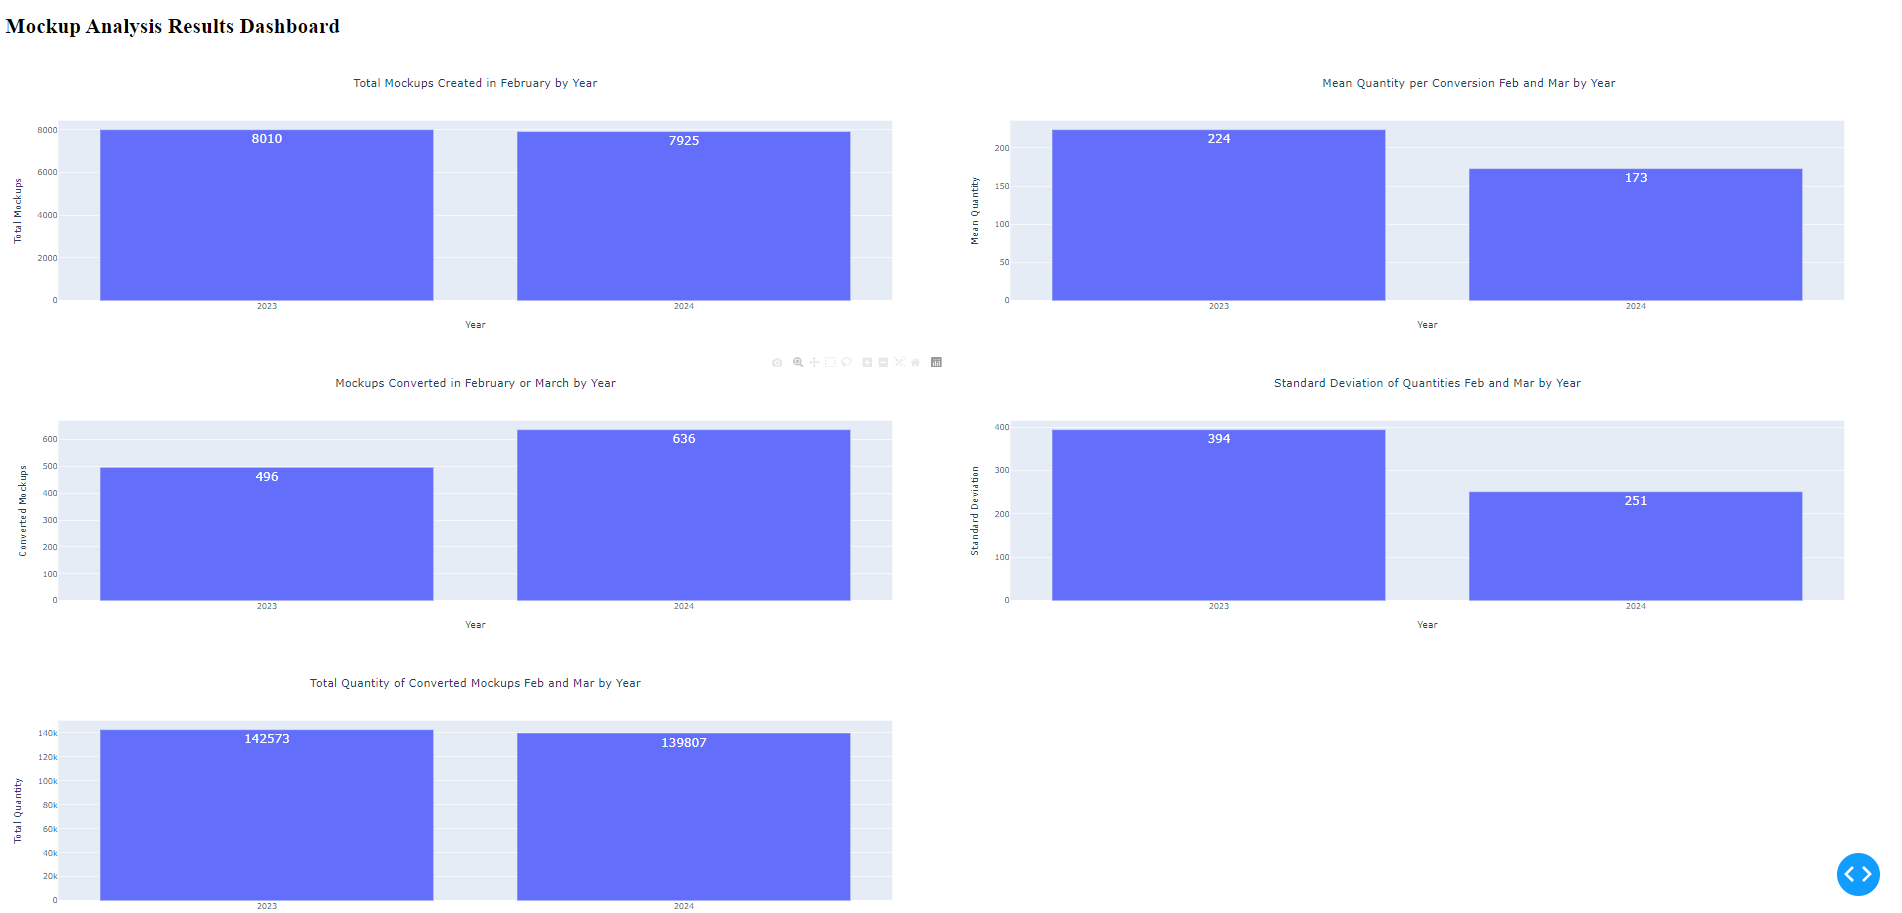 Mockup Analysis Results Dashboard
Total Mockups Created in February by Year
8000
6000
4000
2000
0
Total Mockups
8010
7925
2023
2024
Year
Mean Quantity per Conversion Feb and Mar by Year
200
150
100
50
0
Mean Quantity
224
173
2023
2024
Year
Mockups Converted in February or March by Year
600
500
400
300
200
100
0
Converted Mockups
496
636
2023
2024
Year
Standard Deviation of Quantities Feb and Mar by Year
400
300
200
100
0
Standard Deviation
394
251
2023
2024
Year
Total Quantity of Converted Mockups Feb and Mar by Year
140k
120k
100k
80k
60k
40k
20k
0
Total Quantity
142573
139807
2023
2024